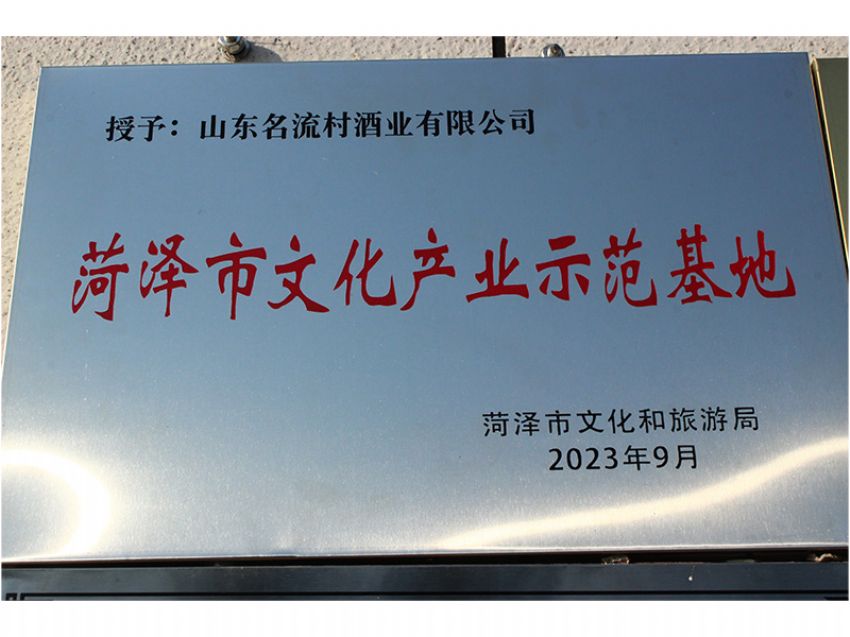 授予：山东名流村酒业有限公司
菏泽市文化产业示范基地
菏泽市文化和旅游局
2023年9月